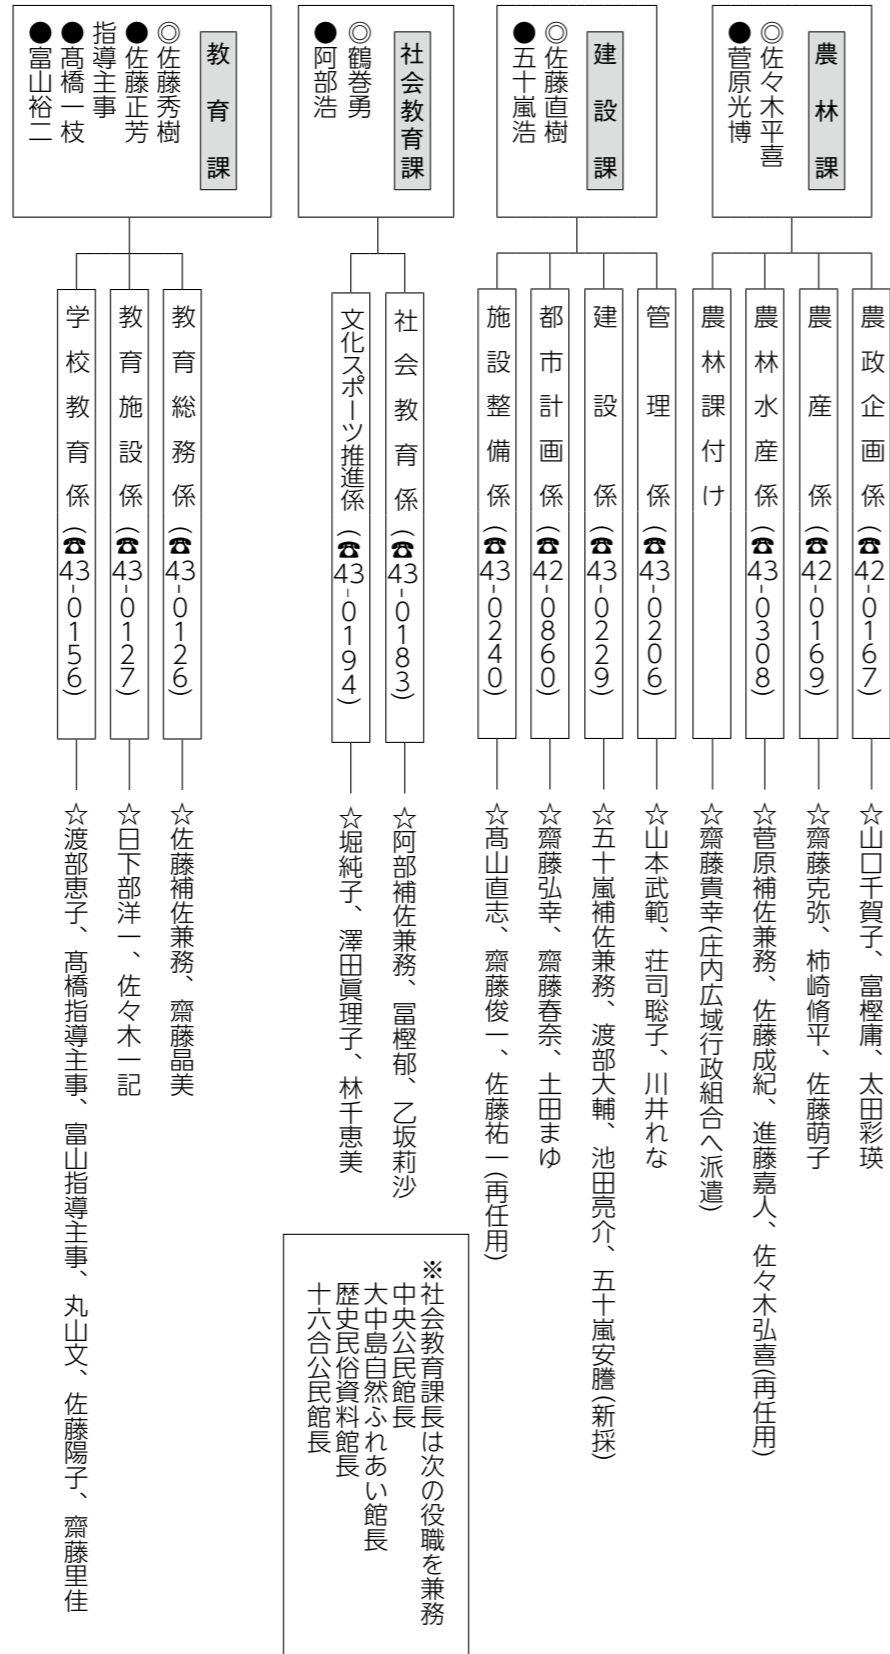 農林課
◎佐々木平喜
●菅原光博
農政企画係(☎42-0167)
☆山口千賀子、富樫庸、太田彩瑛
農産係(☎42-0169)
☆齋藤克弥、柿崎脩平、佐藤萌子
農林水産係(☎43-0308)
☆菅原補佐兼務、佐藤成紀、進藤嘉人、佐々木弘喜(再任用)
農林課付け
☆齋藤貴幸(庄内広域行政組合へ派遣)
建設課
◎佐藤直樹
●五十嵐浩
管理係(☎43-0206)
☆山本武範、荘司聡子、川井れな
建設係(☎43-0229)
☆五十嵐補佐兼務、渡部大輔、池田亮介、五十嵐安謄(新採)
都市計画係(☎42-0860)
☆齋藤弘幸、齋藤春奈、土田まゆ
施設整備係(☎43-0240)
☆髙山直志、齋藤俊一、佐藤祐一(再任用)
社会教育課
◎鶴巻勇
●阿部浩
社会教育係(☎43-0183)
☆阿部補佐兼務、冨樫郁、乙坂莉沙
文化スポーツ推進係(☎43-0194)
☆堀純子、澤田眞理子、林千恵美
※社会教育課長は次の役職を兼務
中央公民館長
大中島自然ふれあい館長
歴史民俗資料館長
十六合公民館長
教育課
◎佐藤秀樹
●佐藤正芳
指導主事
●髙橋一枝
●富山裕二
教育総務係(☎43-0126)
☆佐藤補佐兼務、齋藤晶美
教育施設係(☎43-0127)
☆日下部洋一、佐々木一記
学校教育係(☎43-0156)
☆渡部恵子、髙橋指導主事、富山指導主事、丸山文、佐藤陽子、齋藤里佳